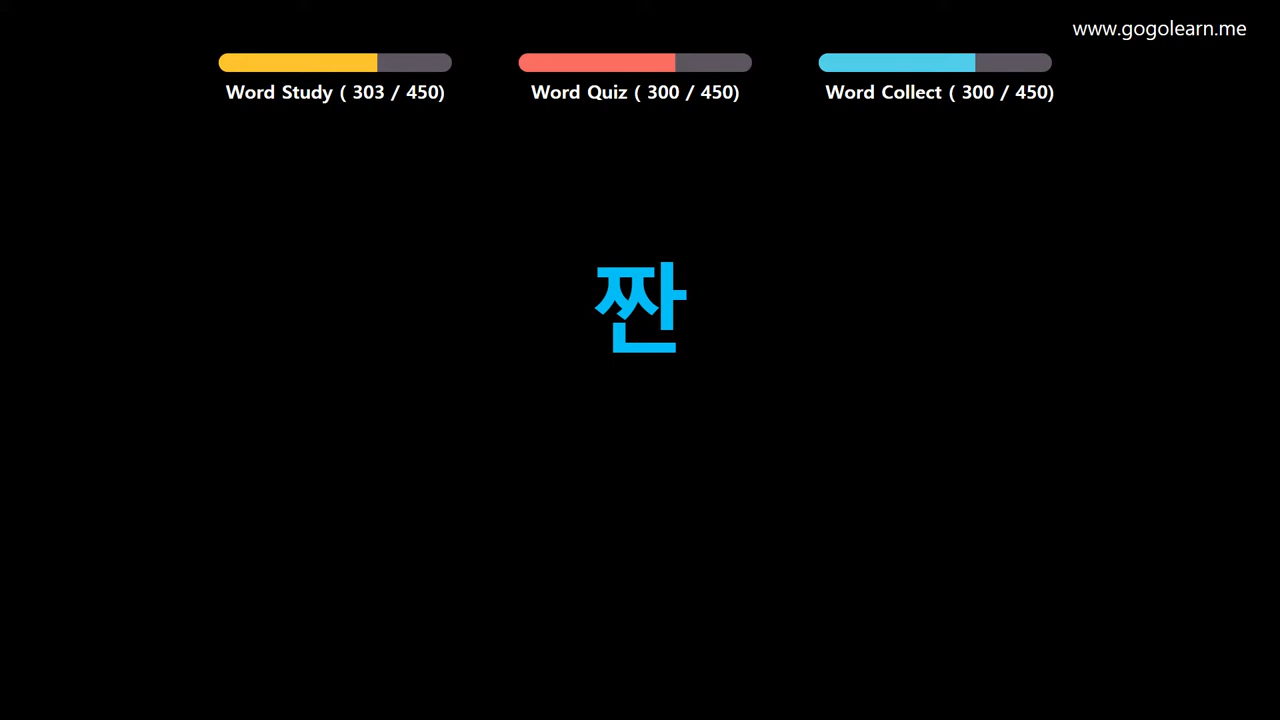 www.gogolearn.me
Word Study ( 303 / 450)
Word Quiz ( 300 / 450)
Word Collect ( 300 / 450)
짠